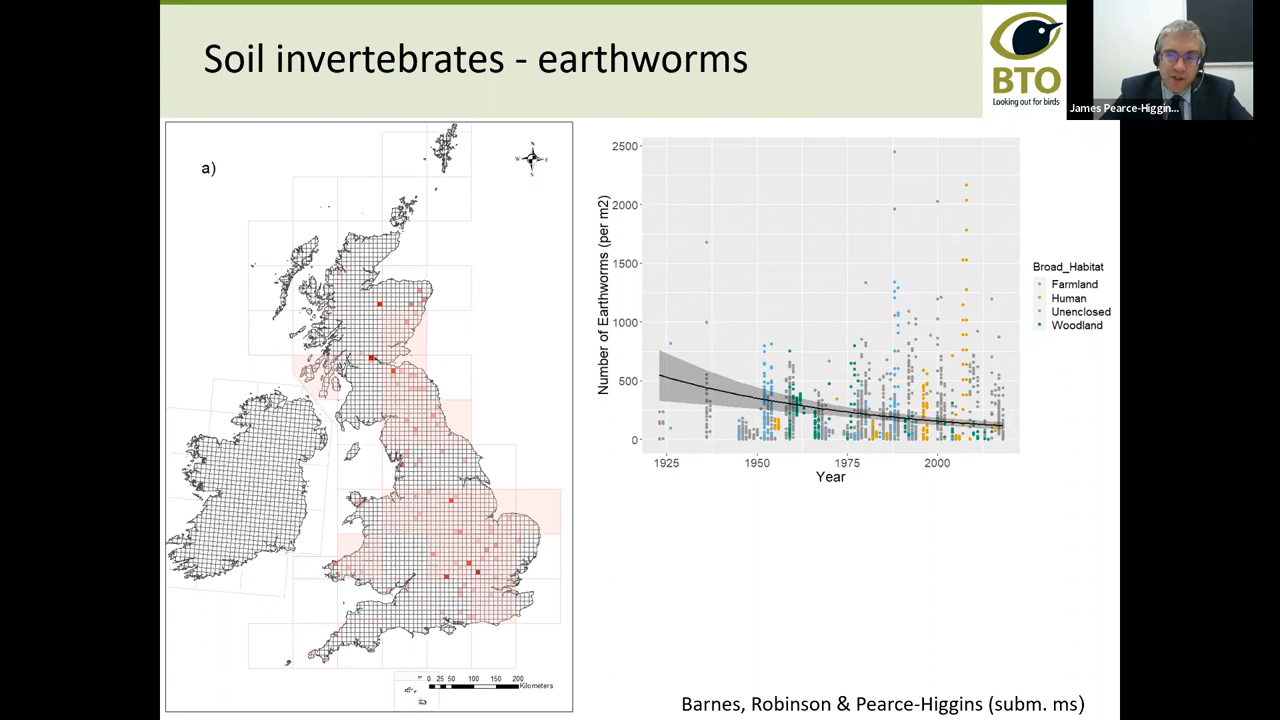 Soil invertebrates - earthworms
BTO
Looking out for birds
James Pearce-Higgin...
a)
N
W
E
S
0 25 50 100 150 200
Kilometers
2500
2000
1500
1000
500
0
Number of Earthworms (per m2)
1925
1950
1975
2000
Year
Broad_Habitat
Farmland
Human
Unenclosed
Woodland
Barnes, Robinson & Pearce-Higgins (subm. ms)